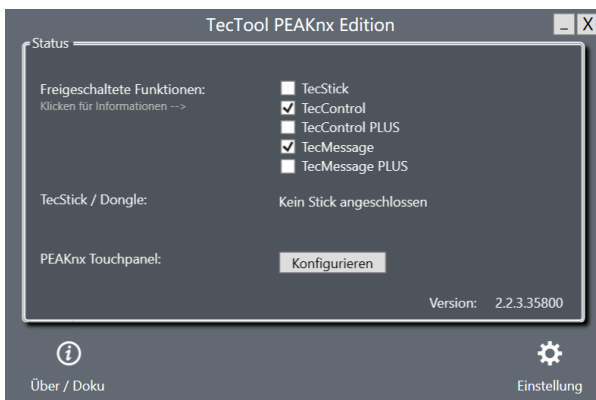 TecTool PEAKnx Edition
_ X
Status
Freigeschaltete Funktionen:
Klicken für Informationen -->
TecStick
TecControl
TecControl PLUS
TecMessage
TecMessage PLUS
TecStick / Dongle:
Kein Stick angeschlossen
PEAKnx Touchpanel:
Konfigurieren
Version: 2.2.3.35800
Über / Doku
Einstellung